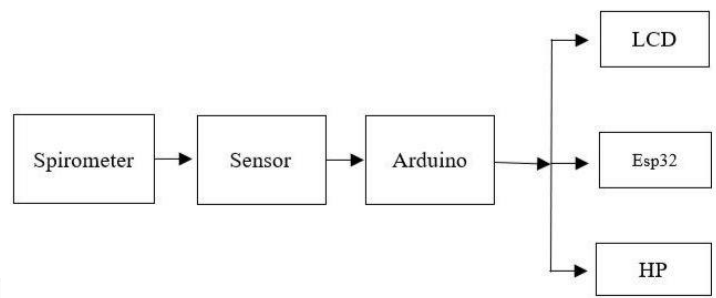 LCD
Spirometer
Sensor
Arduino
Esp32
HP